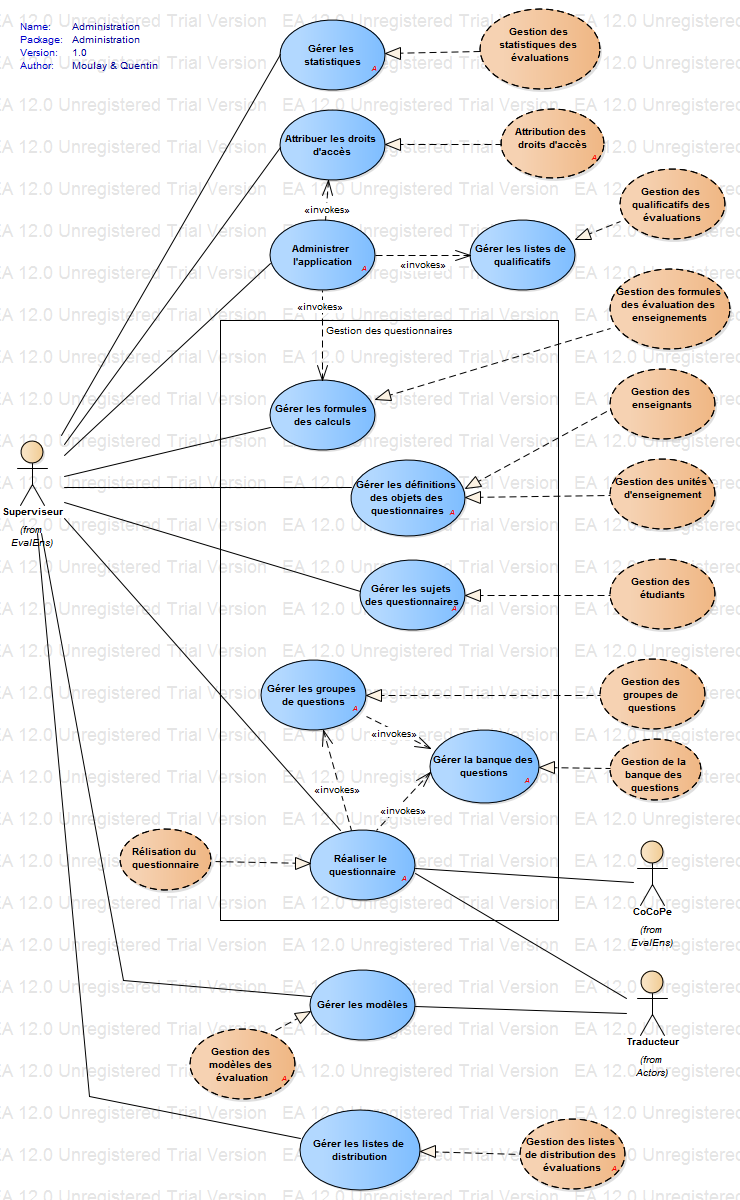 Name: Administration
Package: Administration
Version: 1.0
Author: Moulay & Quentin
EA 12.0 Unregistered Trial Version
Gérer les
statistiques
Gestion des
statistiques des
évaluations
Attribuer les droits
d'accès
Attribution des
droits d'accès
«invokes»
Gestion des
qualificatifs des
évaluations
Administrer
l'application
«invokes»
Gérer les listes de
qualificatifs
«invokes»
Gestion des formules
des évaluation des
enseignements
Gestion des questionnaires
Gérer les formules
des calculs
Gestion des
enseignants
Superviseur
(from
EvalEns)
Gérer les définitions
des objets des
questionnaires
Gestion des unités
d'enseignement
Gérer les sujets
des questionnaires
Gestion des
étudiants
Gérer les groupes
de questions
Gestion des
groupes de
questions
«invokes»
Gérer la banque des
questions
Gestion de la
banque des
questions
«invokes»
«invokes»
Rélisation du
questionnaire
Réaliser le
questionnaire
CoCoPe
(from
EvalEns)
Gérer les modèles
Traducteur
(from
Actors)
Gestion des
modèles des
évaluation
Gérer les listes de
distribution
Gestion des listes
de distribution des
évaluations